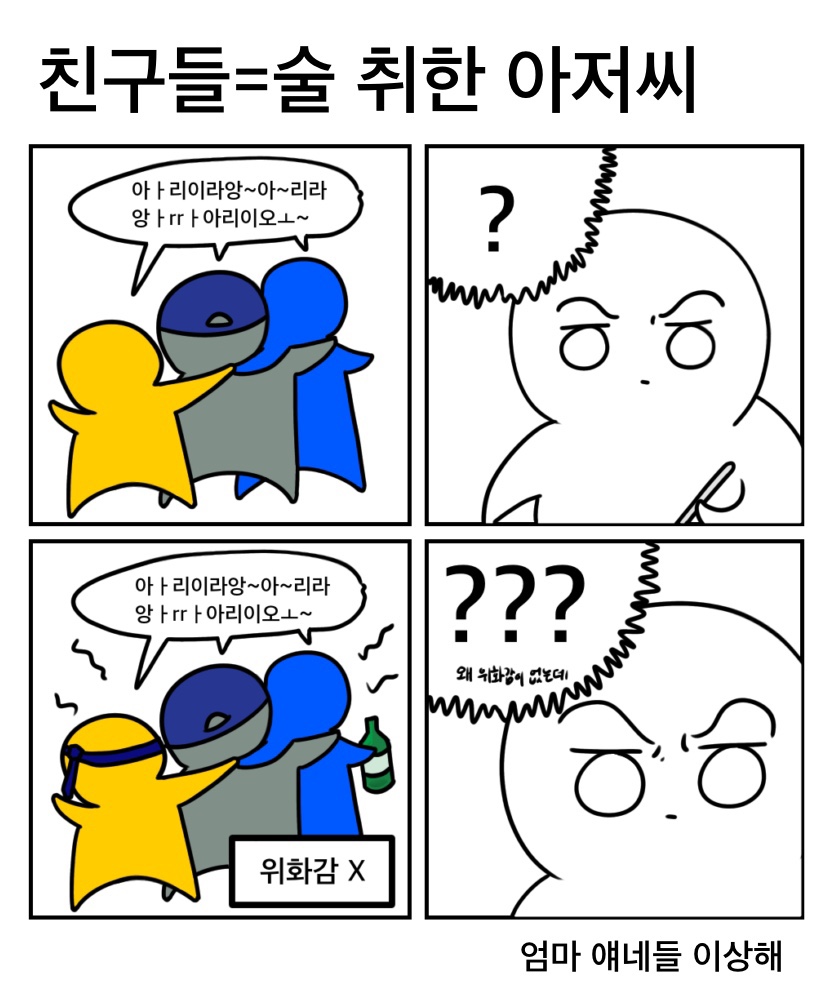 친구들=술 취한 아저씨
아ㅏ리이라앙~아~리라
앙ㅏrrㅏ아리이오ㅗ~
?
아ㅏ리이라앙~아~리라
앙ㅏrrㅏ아리이오ㅗ~
위화감 X
???
왜 위화감이 없는데
엄마 얘네들 이상해